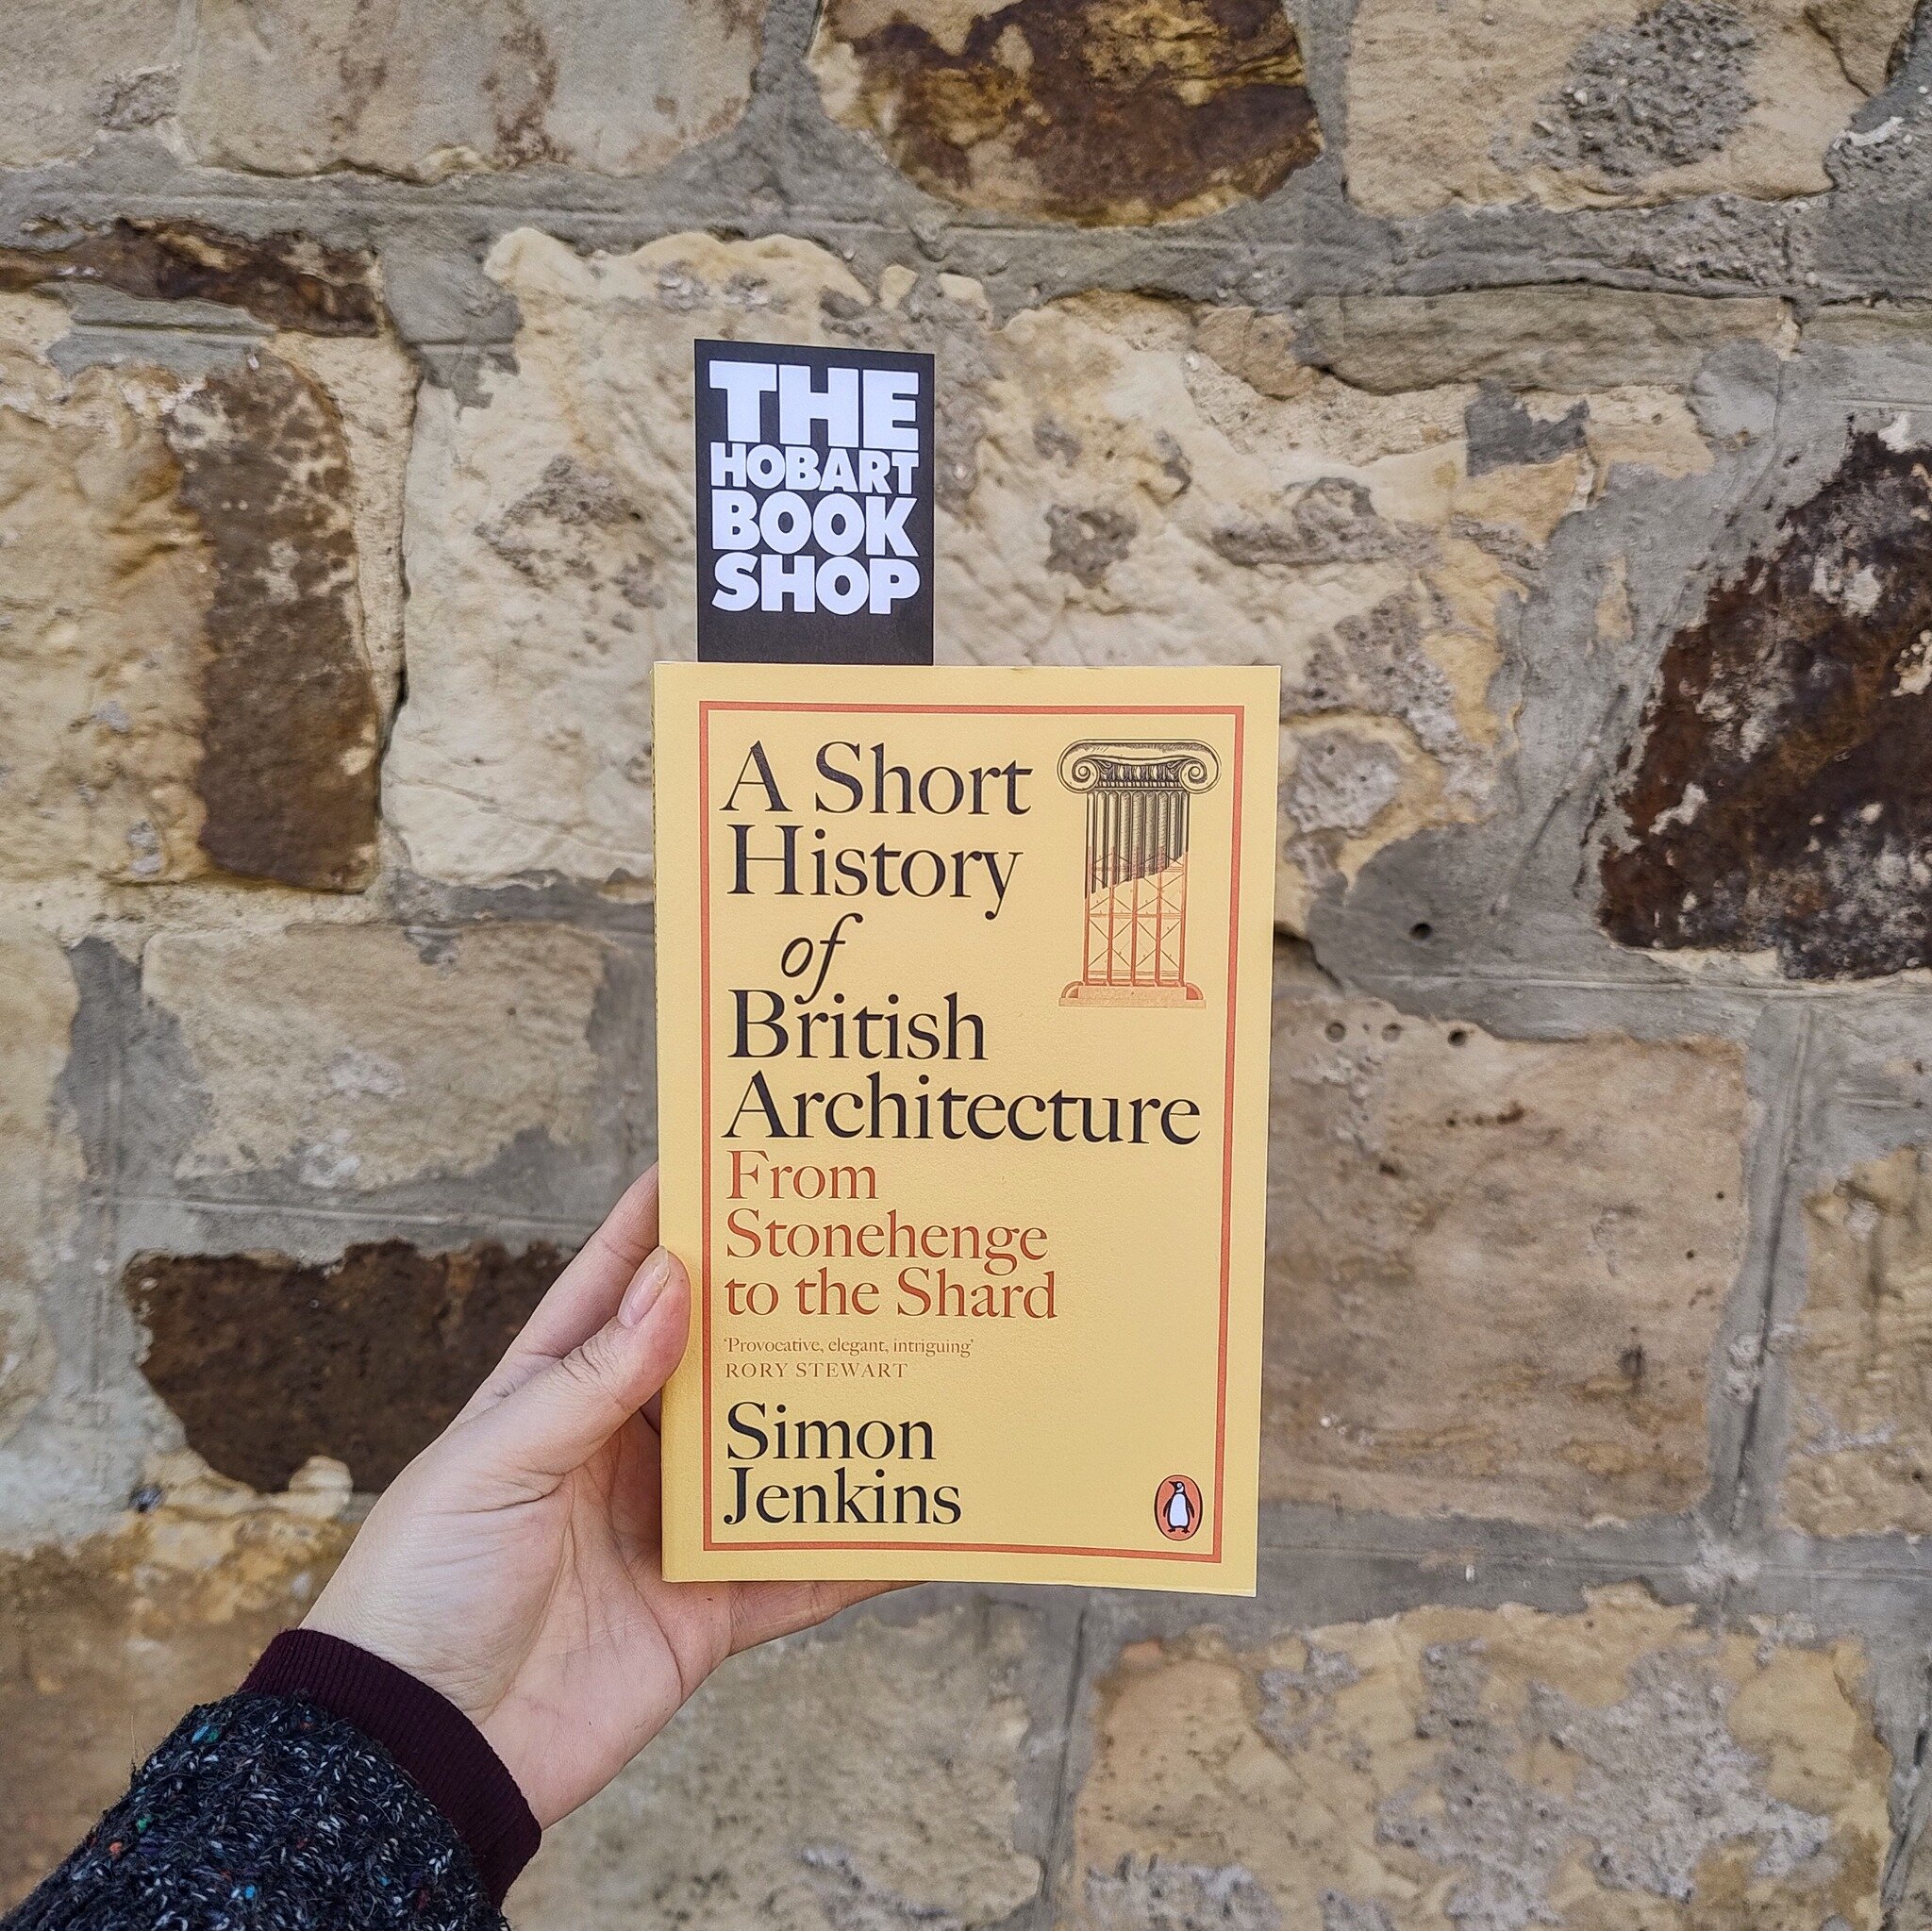 THE
HOBART
BOOK
SHOP
A Short
History
of
British
Architecture
From
Stonehenge
to the Shard
'Provocative, elegant, intriguing'
RORY STEWART
Simon
Jenkins